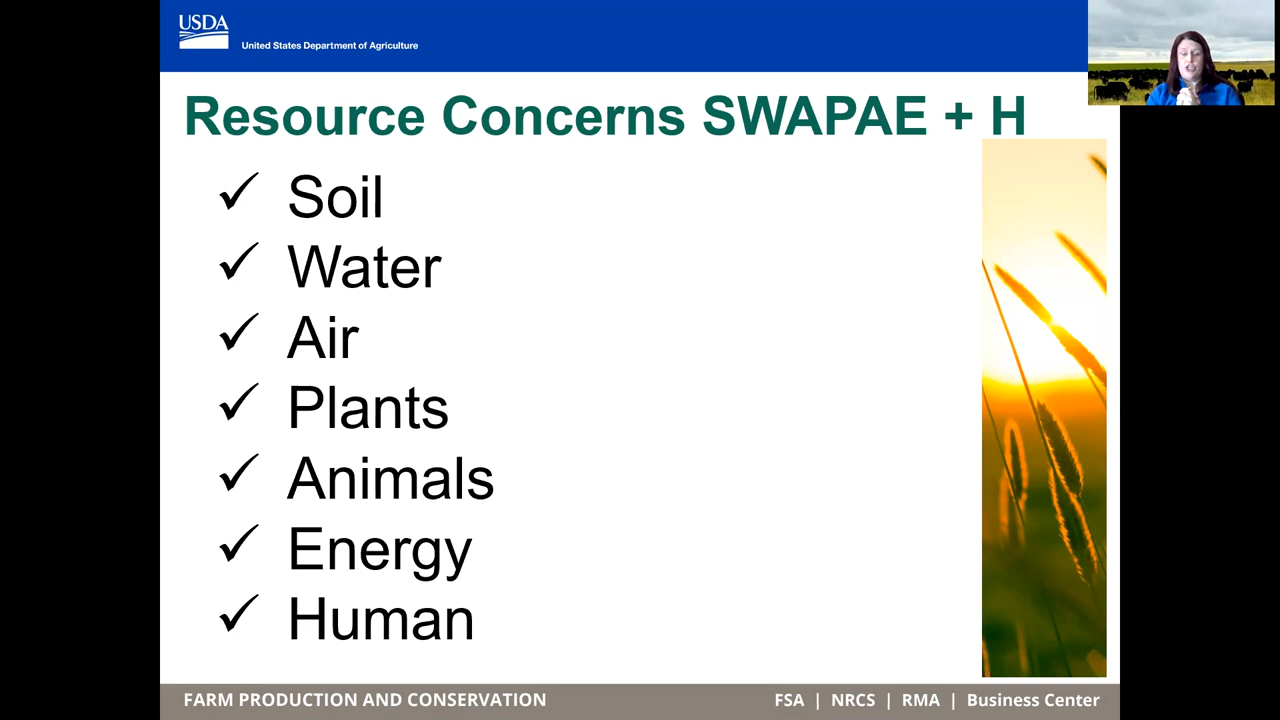 USDA
United States Department of Agriculture
Resource Concerns SWAPAE + H
✓ Soil
✓ Water
✓ Air
✓ Plants
✓ Animals
✓ Energy
✓ Human
FARM PRODUCTION AND CONSERVATION
FSA | NRCS | RMA | Business Center